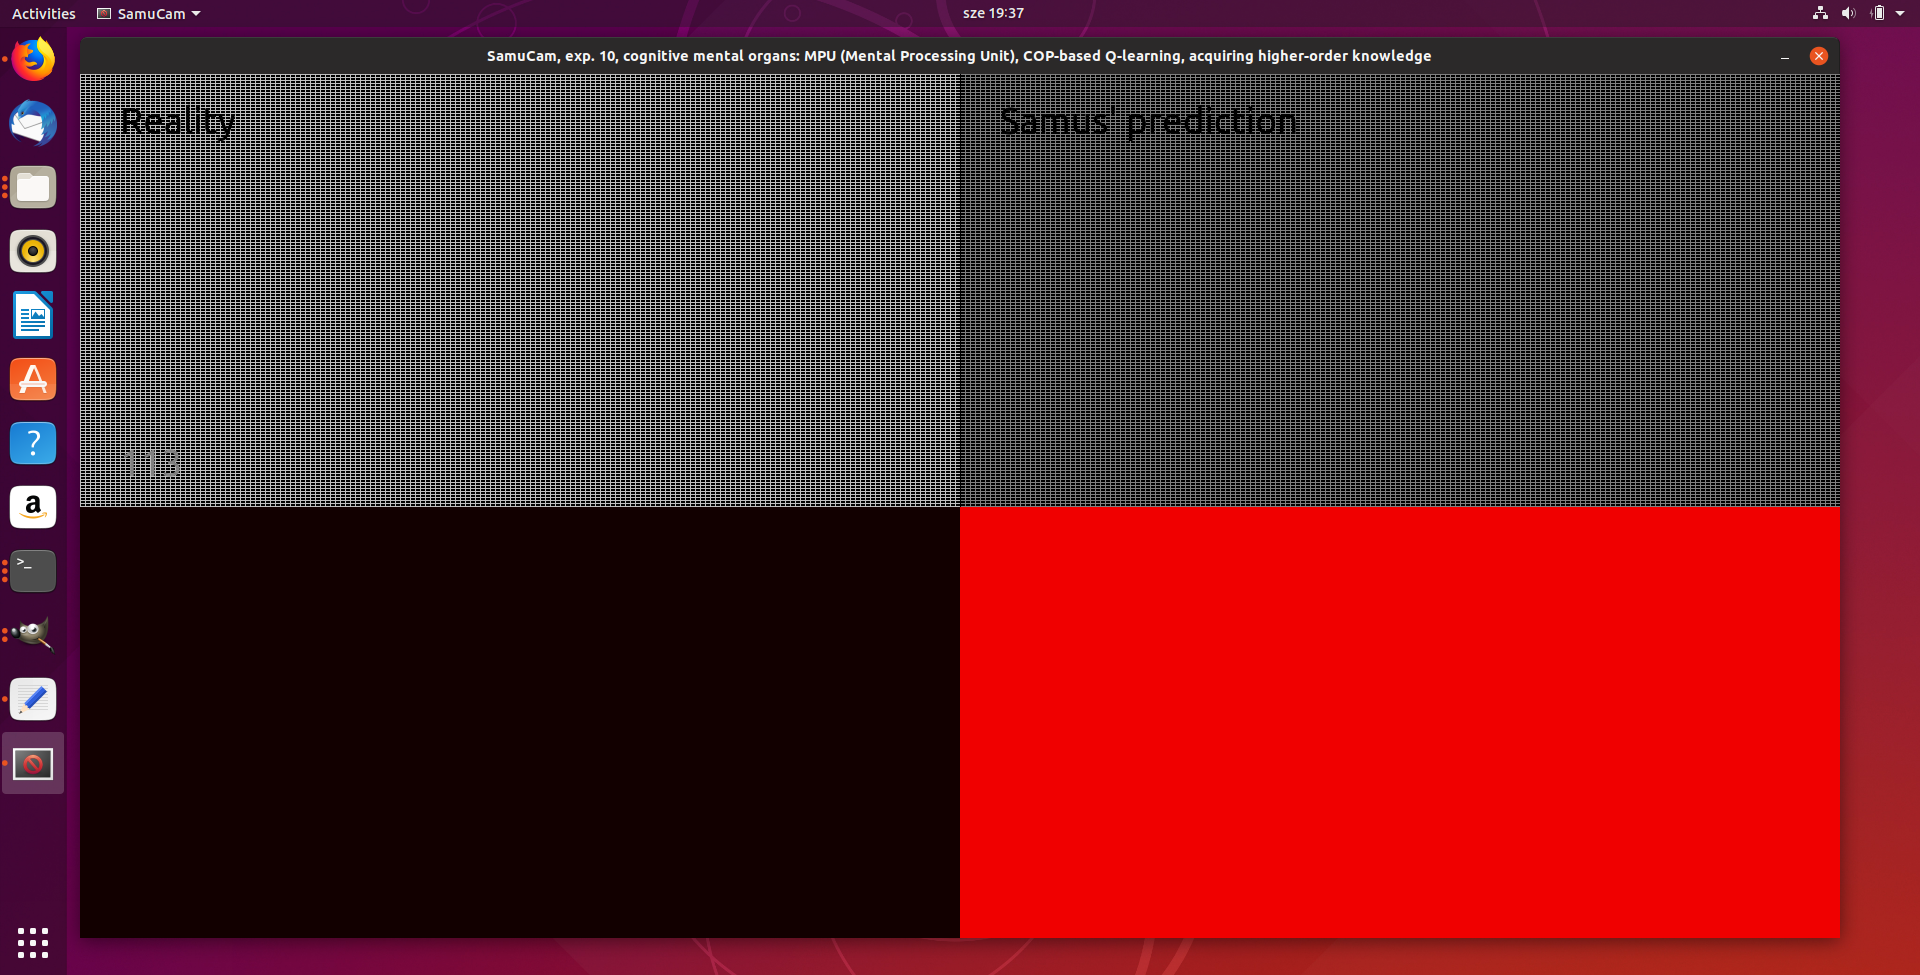 Activities
SamuCam
sze 19:37
SamuCam, exp. 10, cognitive mental organs: MPU (Mental Processing Unit), COP-based Q-learning, acquiring higher-order knowledge
Reality
Samus' prediction
113